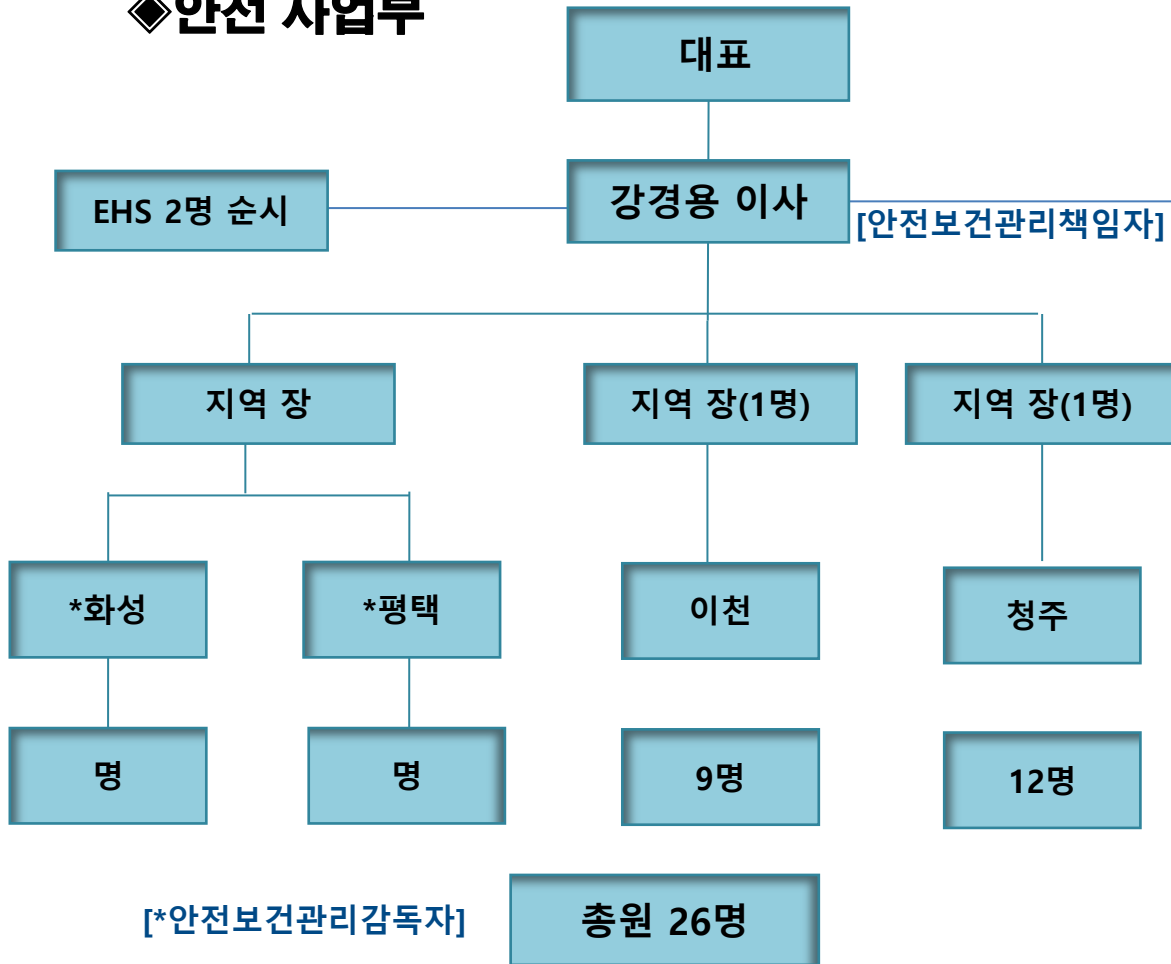 ◈안전 사업부
대표
EHS 2명 순시
강경용 이사
[안전보건관리책임자]
지역 장
지역 장(1명)
지역 장(1명)
*화성
*평택
이천
청주
명
명
9명
12명
[*안전보건관리감독자]
총원 26명